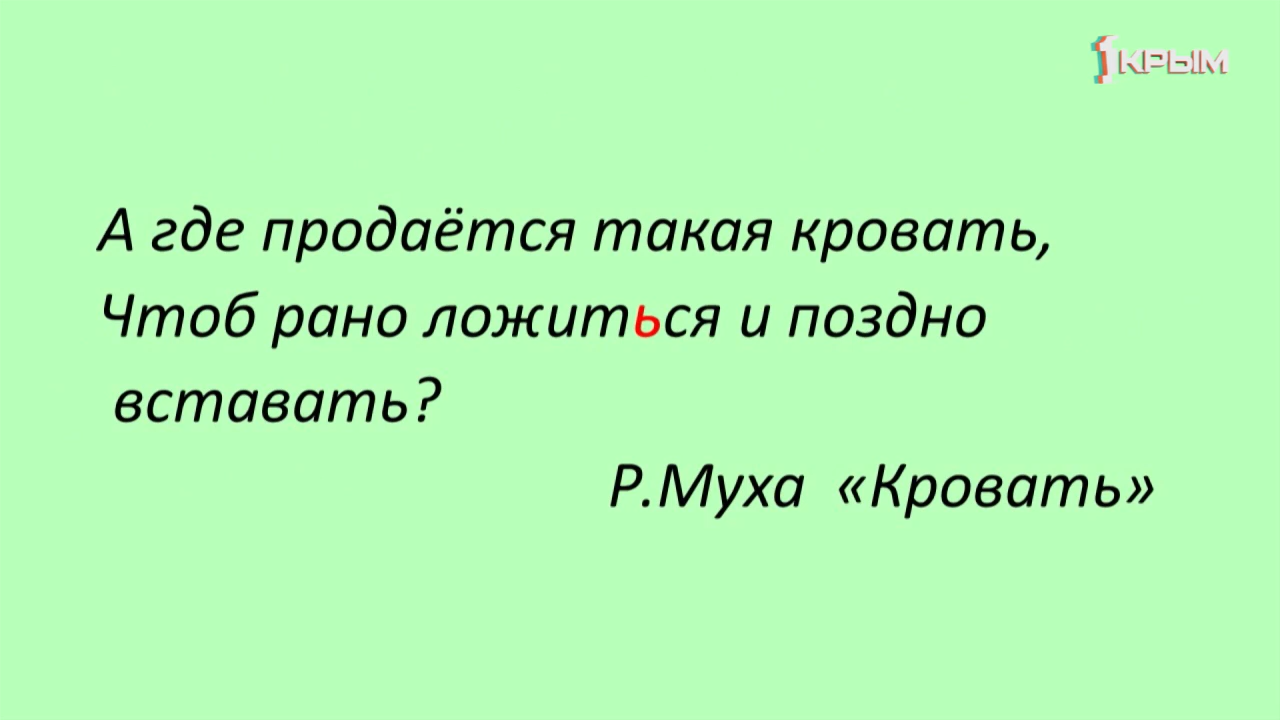 1КРЫМ
А где продаётся такая кровать,
Чтоб рано ложиться и поздно
вставать?
Р.Муха «Кровать»